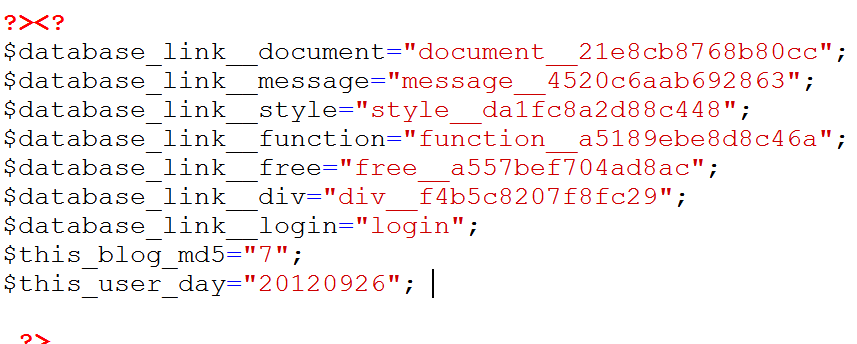 ?><?
$database_link__document="document__21e8cb8768b80cc";
$database_link__message="message__4520c6aab692863";
$database_link__style="style__da1fc8a2d88c448";
$database_link__function="function__a5189ebe8d8c46a";
$database_link__free="free__a557bef704ad8ac";
$database_link__div="div__f4b5c8207f8fc29";
$database_link__login="login";
$this_blog_md5="7";
$this_user_day="20120926";
?>